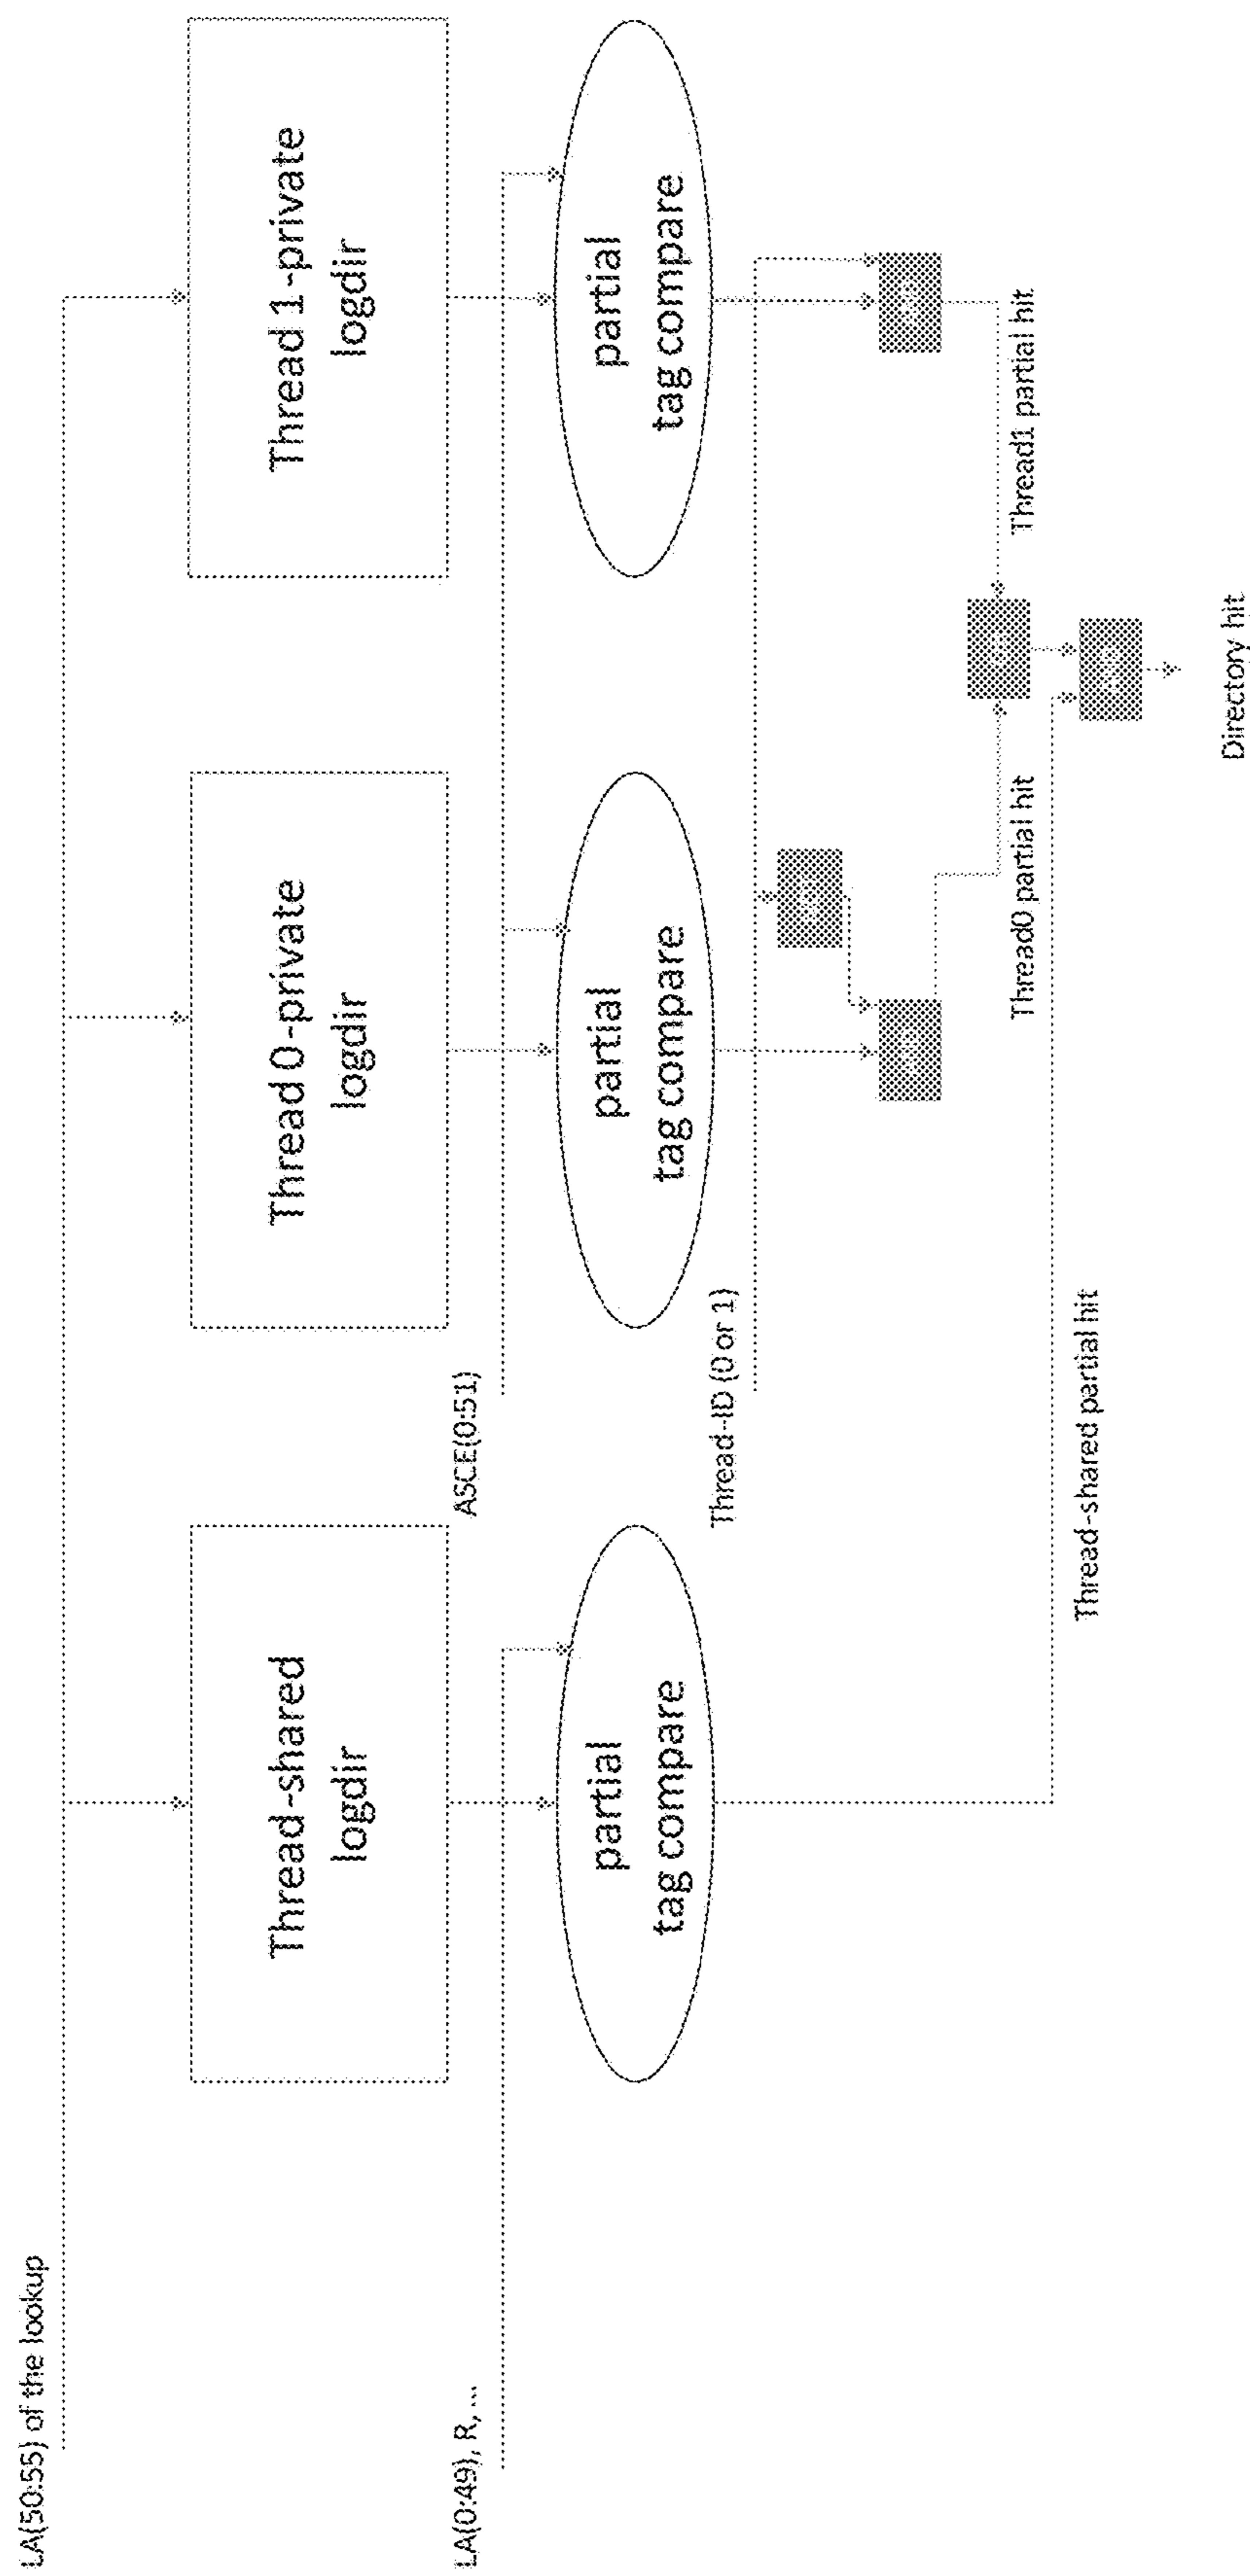 LA(50:55) of the lookup
Thread-shared
logdir
Thread 0-private
logdir
Thread 1-private
logdir
LA(0:49), R, ...
ASCE(0:51)
partial
tag compare
partial
tag compare
partial
tag compare
Thread-ID (0 or 1)
Thread0 partial hit
Thread1 partial hit
Thread-shared partial hit
Directory hit